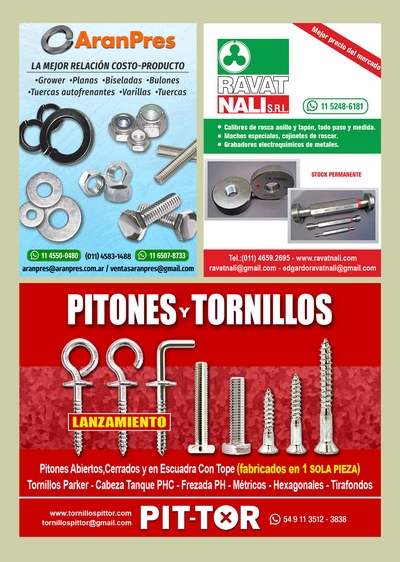 AranPres
LA MEJOR RELACIÓN COSTO-PRODUCTO
•Grower •Planas •Biseladas •Bulones
•Tuercas autofrenantes •Varillas •Tuercas
11 4550-0480 (011) 4583-1488 11 6507-8733
aranpres@aranpres.com.ar / ventasaranpres@gmail.com
Mejor precio del mercado
RAVAT
NALI S.R.L.
11 5248-6181
• Calibres de rosca anillo y tapón, todo paso y medida.
• Machos especiales, cojinetes de roscar.
• Grabadores electroquímicos de metales.
STOCK PERMANENTE
Tel.:(011) 4659.2695 - www.ravatnali.com
ravatnali@gmail.com - edgardoravatnali@gmail.com
PITONES Y TORNILLOS
LANZAMIENTO
Pitones Abiertos,Cerrados y en Escuadra Con Tope (fabricados en 1 SOLA PIEZA)
Tornillos Parker - Cabeza Tanque PHC - Frezada PH - Métricos - Hexagonales - Tirafondos
www.tornillospittor.com
tornillospittor@gmail.com
PIT-TOR
54 9 11 3512 - 3838